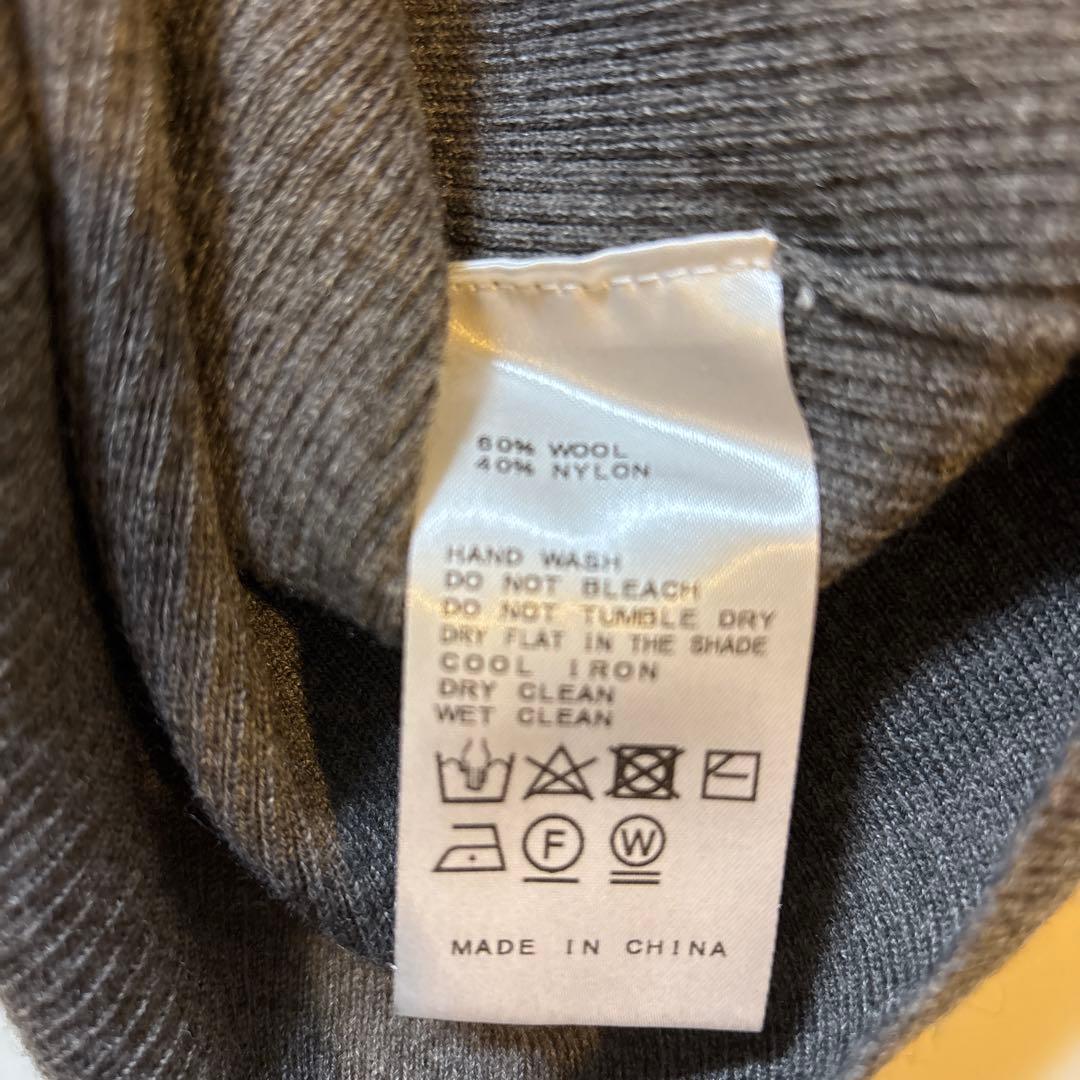 60% WOOL
40% NYLON
HAND WASH
DO NOT BLEACH
DO NOT TUMBLE DRY
DRY FLAT IN THE SHADE
COOL IRON
DRY CLEAN
WET CLEAN
F W
MADE IN CHINA